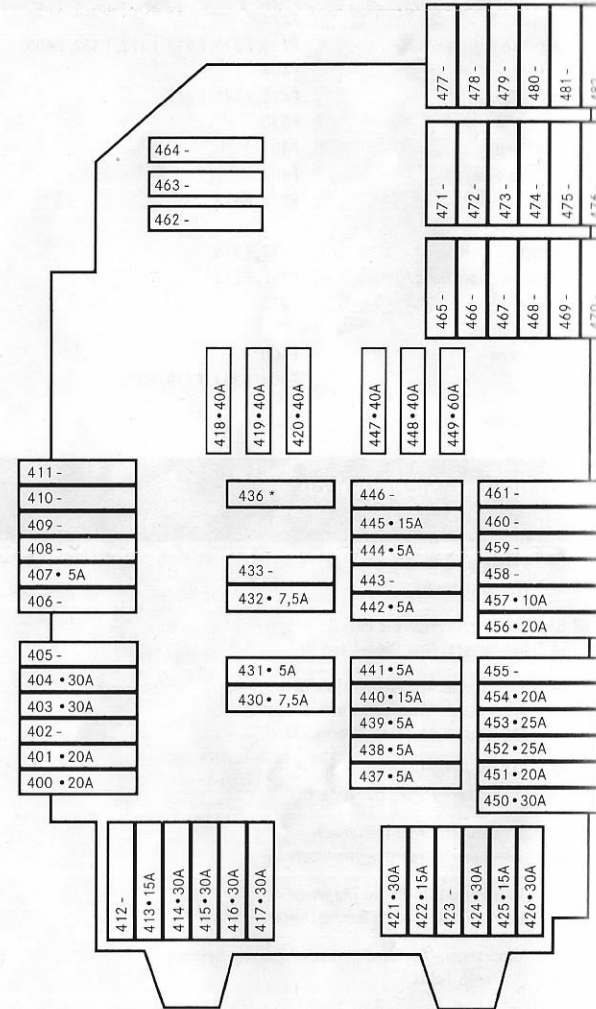 477 -
478 -
479 -
480 -
481 -
464 -
463 -
462 -
471 -
472 -
473 -
474 -
475 -
476 -
465 -
466 -
467 -
468 -
469 -
470 -
418 • 40A
419 • 40A
420 • 40A
447 • 40A
448 • 40A
449 • 60A
411 -
410 -
409 -
408 -
407 • 5A
406 -
436 *
433 -
432 • 7,5A
446 -
445 • 15A
444 • 5A
443 -
442 • 5A
461 -
460 -
459 -
458 -
457 • 10A
456 • 20A
405 -
404 • 30A
403 • 30A
402 -
401 • 20A
400 • 20A
431 • 5A
430 • 7,5A
441 • 5A
440 • 15A
439 • 5A
438 • 5A
437 • 5A
455 -
454 • 20A
453 • 25A
452 • 25A
451 • 20A
450 • 30A
412 -
413 • 15A
414 • 30A
415 • 30A
416 • 30A
417 • 30A
421 • 30A
422 • 15A
423 -
424 • 30A
425 • 15A
426 • 30A